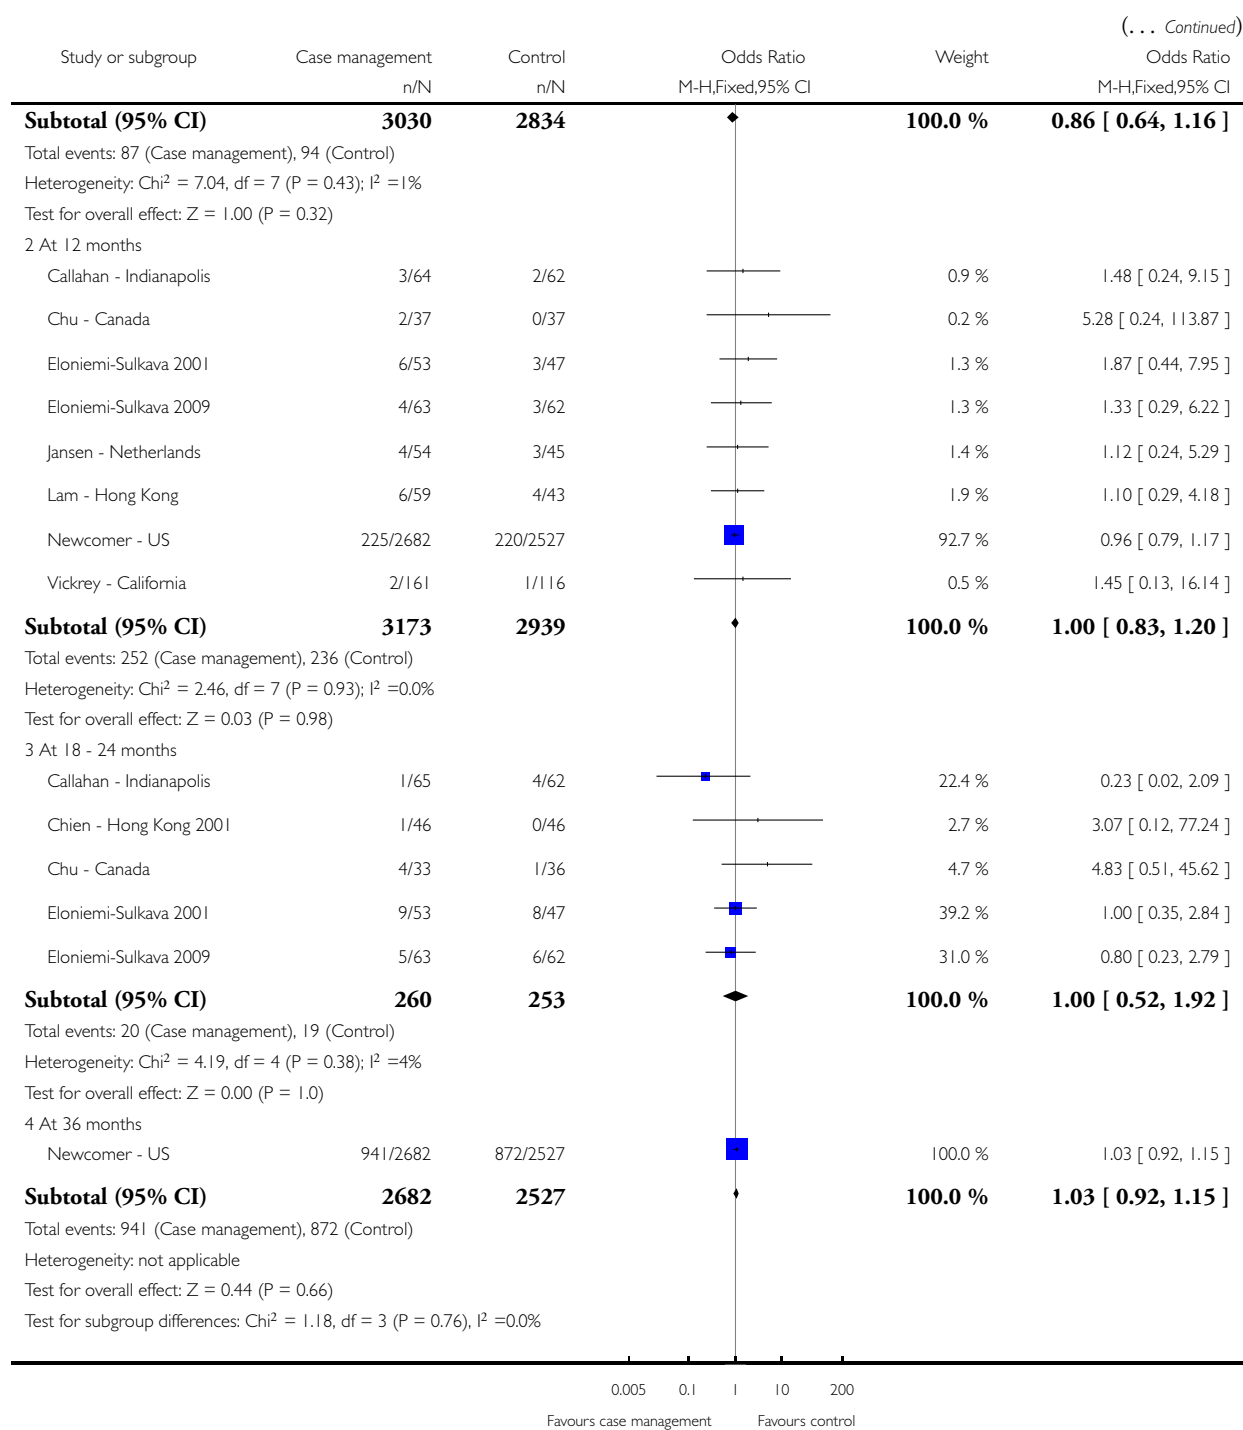 (... Continued)
Study or subgroup Case management Control Odds Ratio Weight Odds Ratio
n/N n/N M-H,Fixed,95% CI M-H,Fixed,95% CI
Subtotal (95% CI) 3030 2834 100.0 % 0.86 [ 0.64, 1.16 ]
Total events: 87 (Case management), 94 (Control)
Heterogeneity: Chi² = 7.04, df = 7 (P = 0.43); I² =1%
Test for overall effect: Z = 1.00 (P = 0.32)
2 At 12 months
Callahan - Indianapolis 3/64 2/62 0.9 % 1.48 [ 0.24, 9.15 ]
Chu - Canada 2/37 0/37 0.2 % 5.28 [ 0.24, 113.87 ]
Eloniemi-Sulkava 2001 6/53 3/47 1.3 % 1.87 [ 0.44, 7.95 ]
Eloniemi-Sulkava 2009 4/63 3/62 1.3 % 1.33 [ 0.29, 6.22 ]
Jansen - Netherlands 4/54 3/45 1.4 % 1.12 [ 0.24, 5.29 ]
Lam - Hong Kong 6/59 4/43 1.9 % 1.10 [ 0.29, 4.18 ]
Newcomer - US 225/2682 220/2527 92.7 % 0.96 [ 0.79, 1.17 ]
Vickrey - California 2/161 1/116 0.5 % 1.45 [ 0.13, 16.14 ]
Subtotal (95% CI) 3173 2939 100.0 % 1.00 [ 0.83, 1.20 ]
Total events: 252 (Case management), 236 (Control)
Heterogeneity: Chi² = 2.46, df = 7 (P = 0.93); I² =0.0%
Test for overall effect: Z = 0.03 (P = 0.98)
3 At 18 - 24 months
Callahan - Indianapolis 1/65 4/62 22.4 % 0.23 [ 0.02, 2.09 ]
Chien - Hong Kong 2001 1/46 0/46 2.7 % 3.07 [ 0.12, 77.24 ]
Chu - Canada 4/33 1/36 4.7 % 4.83 [ 0.51, 45.62 ]
Eloniemi-Sulkava 2001 9/53 8/47 39.2 % 1.00 [ 0.35, 2.84 ]
Eloniemi-Sulkava 2009 5/63 6/62 31.0 % 0.80 [ 0.23, 2.79 ]
Subtotal (95% CI) 260 253 100.0 % 1.00 [ 0.52, 1.92 ]
Total events: 20 (Case management), 19 (Control)
Heterogeneity: Chi² = 4.19, df = 4 (P = 0.38); I² =4%
Test for overall effect: Z = 0.00 (P = 1.0)
4 At 36 months
Newcomer - US 941/2682 872/2527 100.0 % 1.03 [ 0.92, 1.15 ]
Subtotal (95% CI) 2682 2527 100.0 % 1.03 [ 0.92, 1.15 ]
Total events: 941 (Case management), 872 (Control)
Heterogeneity: not applicable
Test for overall effect: Z = 0.44 (P = 0.66)
Test for subgroup differences: Chi² = 1.18, df = 3 (P = 0.76), I² =0.0%
0.005 0.1 1 10 200
Favours case management Favours control